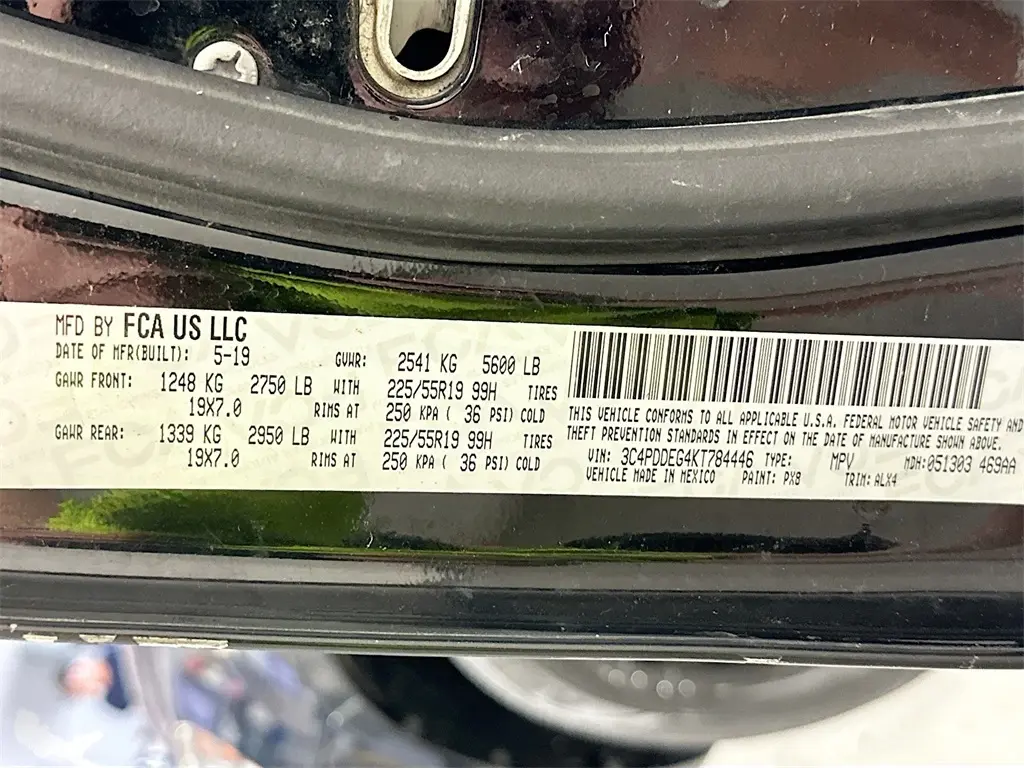 MFD BY FCA US LLC
DATE OF MFR(BUILT): 5-19 GVWR: 2541 KG 5600 LB
GAWR FRONT: 1248 KG 2750 LB WITH 225/55R19 99H TIRES
19X7.0 RIMS AT 250 KPA ( 36 PSI) COLD
GAWR REAR: 1339 KG 2950 LB WITH 225/55R19 99H TIRES
19X7.0 RIMS AT 250 KPA ( 36 PSI) COLD
THIS VEHICLE CONFORMS TO ALL APPLICABLE U.S.A. FEDERAL MOTOR VEHICLE SAFETY AND
THEFT PREVENTION STANDARDS IN EFFECT ON THE DATE OF MANUFACTURE SHOWN ABOVE.
VIN: 3C4PDDEG4KT784446 TYPE: MPV MDH:051303 469AA
VEHICLE MADE IN MEXICO PAINT: PX8 TRIM: ALX4